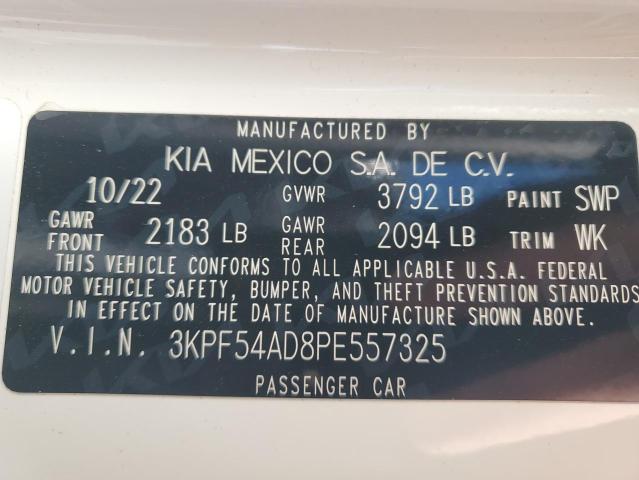 MANUFACTURED BY
KIA MEXICO S.A. DE C.V.
10/22 GVWR 3792 LB PAINT SWP
GAWR FRONT 2183 LB GAWR REAR 2094 LB TRIM WK
THIS VEHICLE CONFORMS TO ALL APPLICABLE U.S.A. FEDERAL
MOTOR VEHICLE SAFETY, BUMPER, AND THEFT PREVENTION STANDARDS
IN EFFECT ON THE DATE OF MANUFACTURE SHOWN ABOVE.
V.I.N. 3KPF54AD8PE557325
PASSENGER CAR